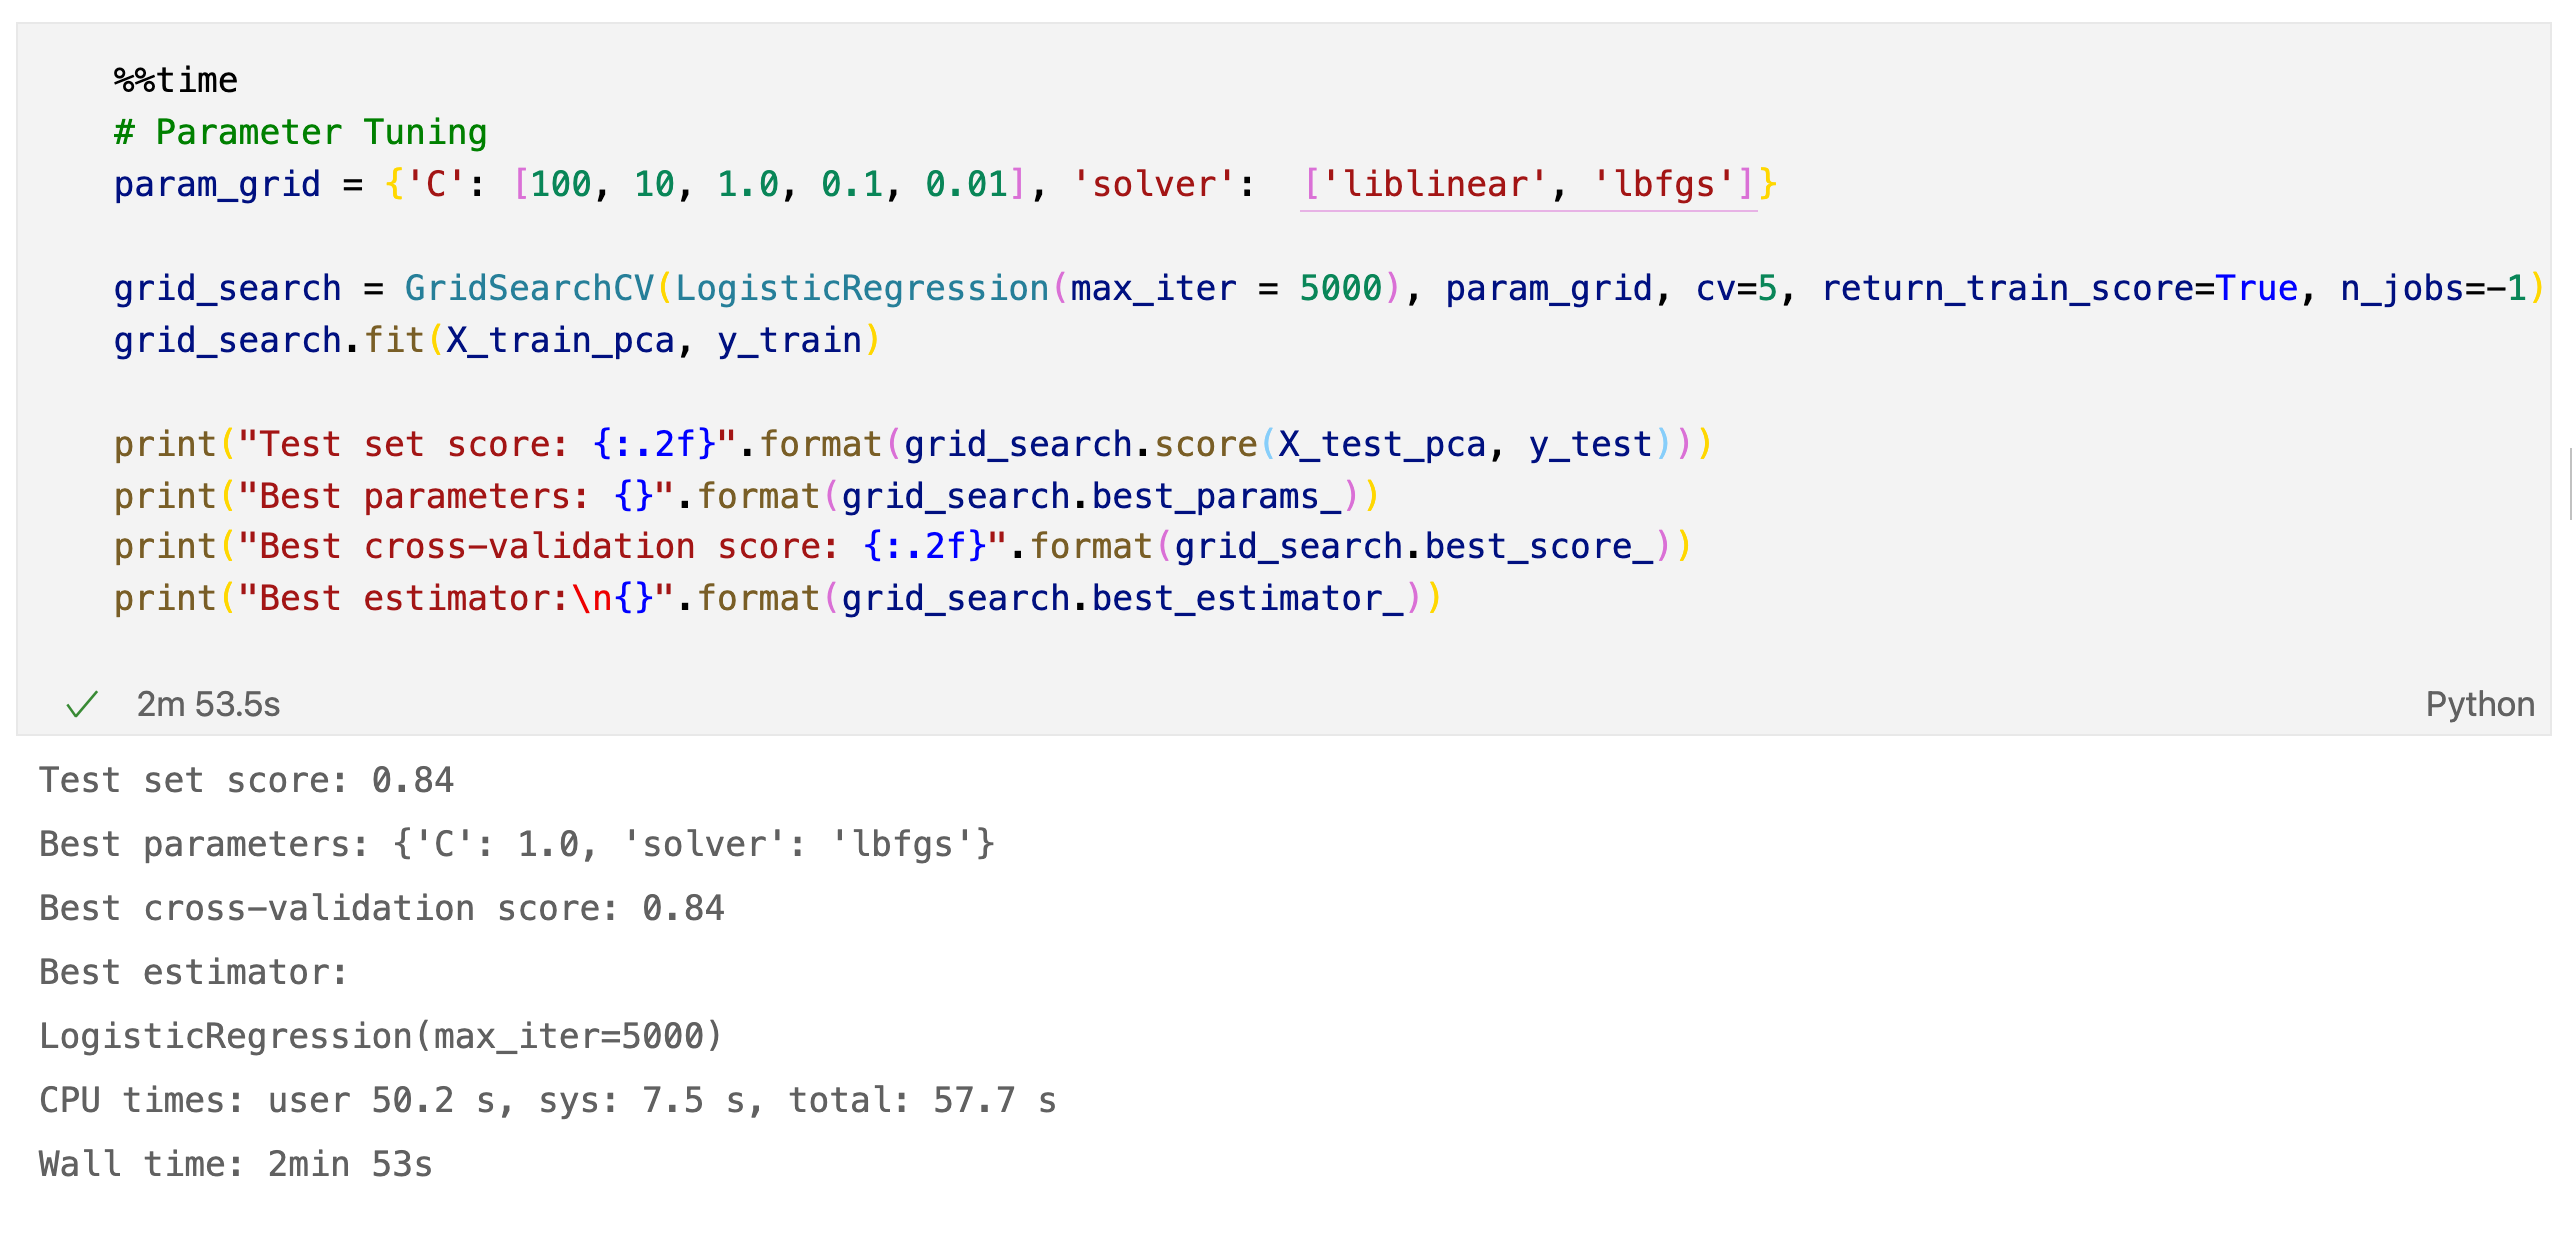 %%time
# Parameter Tuning
param_grid = {'C': [100, 10, 1.0, 0.1, 0.01], 'solver':  ['liblinear', 'lbfgs']}
grid_search = GridSearchCV(LogisticRegression(max_iter = 5000), param_grid, cv=5, return_train_score=True, n_jobs=-1)
grid_search.fit(X_train_pca, y_train)
print("Test set score: {:.2f}".format(grid_search.score(X_test_pca, y_test)))
print("Best parameters: {}".format(grid_search.best_params_))
print("Best cross-validation score: {:.2f}".format(grid_search.best_score_))
print("Best estimator:\n{}".format(grid_search.best_estimator_))
2m 53.5s
Python
Test set score: 0.84
Best parameters: {'C': 1.0, 'solver': 'lbfgs'}
Best cross-validation score: 0.84
Best estimator:
LogisticRegression(max_iter=5000)
CPU times: user 50.2 s, sys: 7.5 s, total: 57.7 s
Wall time: 2min 53s